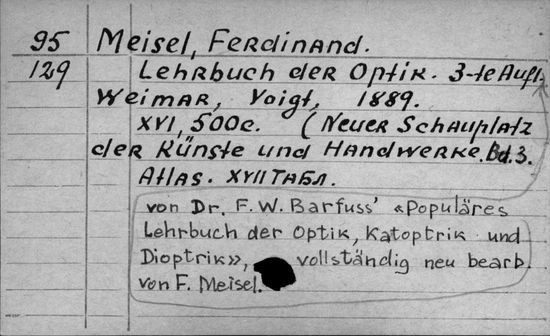 95 Meisel, Ferdinand.
129 Lehrbuch der Optik. 3-te Aufl.
Weimar, Voigt, 1889.
XVI, 500c. (Neuer Schauplatz
der Künste und Handwerke. Bd. 3.
Atlas. XVII Табл.
von Dr. F. W. Barfuss' «Populäres
Lehrbuch der Optik, Katoptrik und
Dioptrik», vollständig neu bearb.
von F. Meisel.